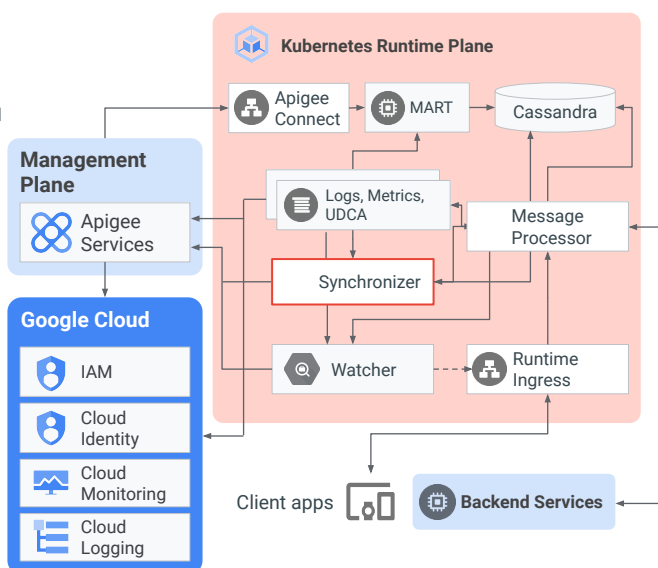 Kubernetes Runtime Plane
Apigee
Connect
MART
Cassandra
Management
Plane
Apigee
Services
Logs, Metrics,
UDCA
Message
Processor
Synchronizer
Google Cloud
IAM
Cloud
Identity
Cloud
Monitoring
Cloud
Logging
Watcher
Runtime
Ingress
Client apps
Backend Services